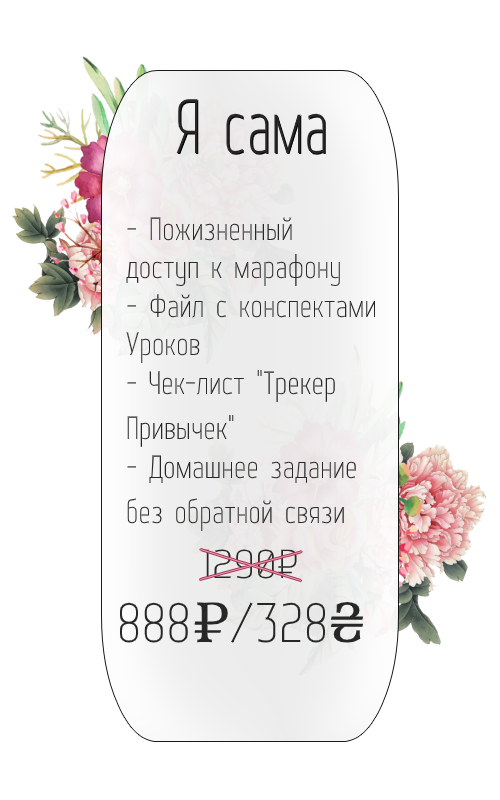 Я сама
- Пожизненный
доступ к марафону
- Файл с конспектами
Уроков
- Чек-лист "Трекер
Привычек"
- Домашнее задание
без обратной связи
1290₽
888₽/328₴